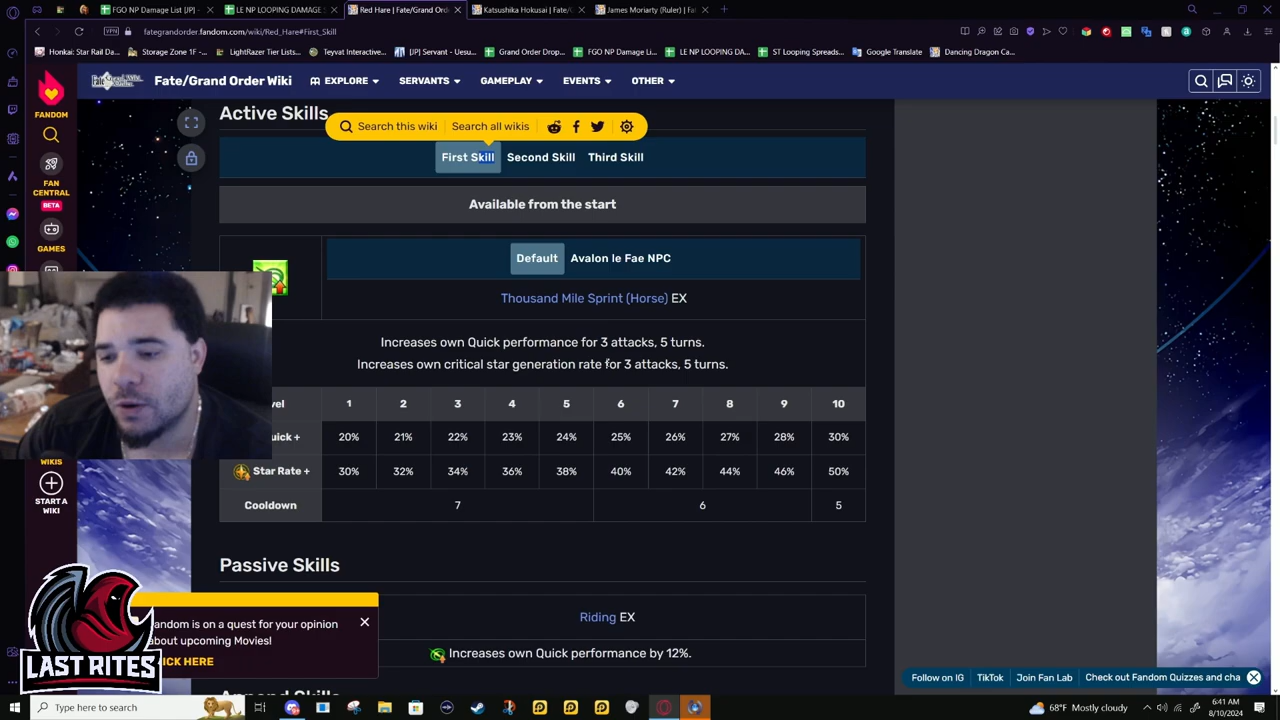 FGO NP Damage List [JP] -
LE NP LOOPING DAMAGE
Red Hare | Fate/Grand Orde
Katsushika Hokusai | Fate/G
James Moriarty (Ruler) | Fat
VPN
fategrandorder.fandom.com/wiki/Red_Hare#First_Skill
Honkai: Star Rail Da...
Storage Zone 1F -...
LightRazer Tier Lists...
Teyvat Interactive...
[JP] Servant - Uesu...
Grand Order Drop...
FGO NP Damage Li...
LE NP LOOPING DA...
ST Looping Spreads...
Google Translate
Dancing Dragon Ca...
FANDOM
FAN CENTRAL
BETA
GAMES
WIKIS
START A WIKI
Fate/Grand Order Wiki
EXPLORE
SERVANTS
GAMEPLAY
EVENTS
OTHER
Active Skills
Search this wiki
Search all wikis
First Skill
Second Skill
Third Skill
Available from the start
Default
Avalon le Fae NPC
Thousand Mile Sprint (Horse) EX
Increases own Quick performance for 3 attacks, 5 turns.
Increases own critical star generation rate for 3 attacks, 5 turns.
vel 1 2 3 4 5 6 7 8 9 10
uick + 20% 21% 22% 23% 24% 25% 26% 27% 28% 30%
Star Rate + 30% 32% 34% 36% 38% 40% 42% 44% 46% 50%
Cooldown 7 6 5
Passive Skills
Riding EX
Increases own Quick performance by 12%.
andom is on a quest for your opinion
about upcoming Movies!
ICK HERE
LAST RITES
Follow on IG
TikTok
Join Fan Lab
Check out Fandom Quizzes and cha
Type here to search
68°F Mostly cloudy
6:41 AM
8/10/2024